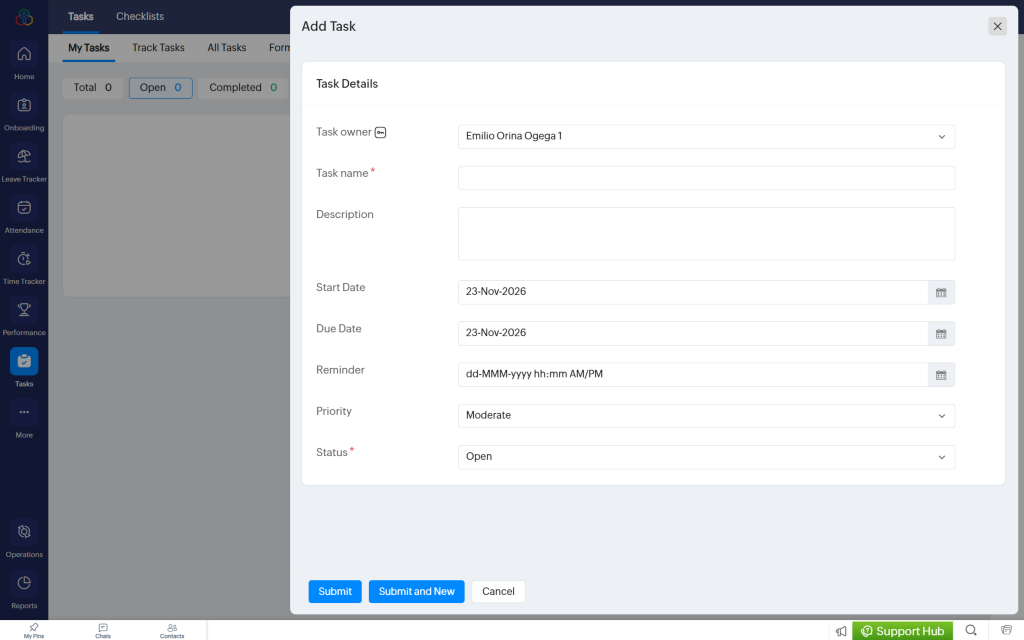 Tasks
Checklists
My Tasks
Track Tasks
All Tasks
Form
Total 0
Open 0
Completed 0
Home
Onboarding
Leave Tracker
Attendance
Time Tracker
Performance
Tasks
More
Operations
Reports
Add Task
Task Details
Task owner
Emilio Orina Ogega 1
Task name *
Description
Start Date
23-Nov-2026
Due Date
23-Nov-2026
Reminder
dd-MMM-yyyy hh:mm AM/PM
Priority
Moderate
Status *
Open
Submit
Submit and New
Cancel
My Pins
Chats
Contacts
Support Hub